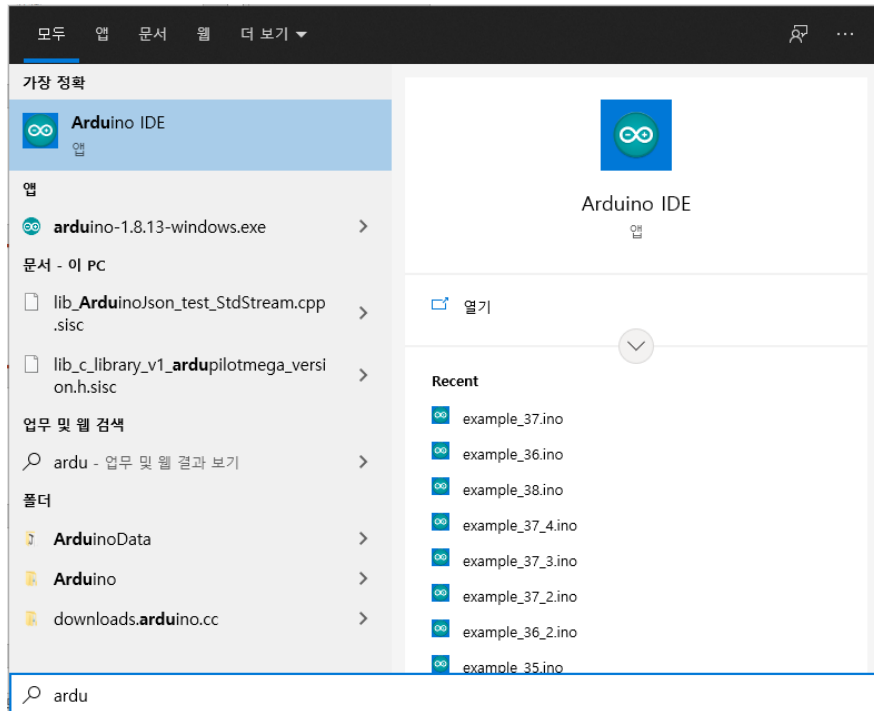 모두 앱 문서 웹 더 보기
가장 정확
Arduino IDE
앱
앱
arduino-1.8.13-windows.exe
문서 - 이 PC
lib_ArduinoJson_test_StdStream.cpp
.sisc
lib_c_library_v1_ardupilotmega_versi
on.h.sisc
업무 및 웹 검색
ardu - 업무 및 웹 결과 보기
폴더
ArduinoData
Arduino
downloads.arduino.cc
Arduino IDE
앱
열기
Recent
example_37.ino
example_36.ino
example_38.ino
example_37_4.ino
example_37_3.ino
example_37_2.ino
example_36_2.ino
example_35.ino
ardu